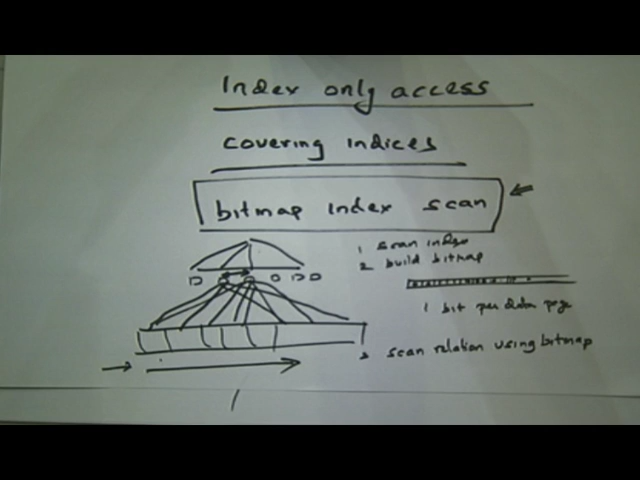 Index only access
covering indices
bitmap index scan
1 scan index
2 build bitmap
1 bit per data page
3 scan relation using bitmap